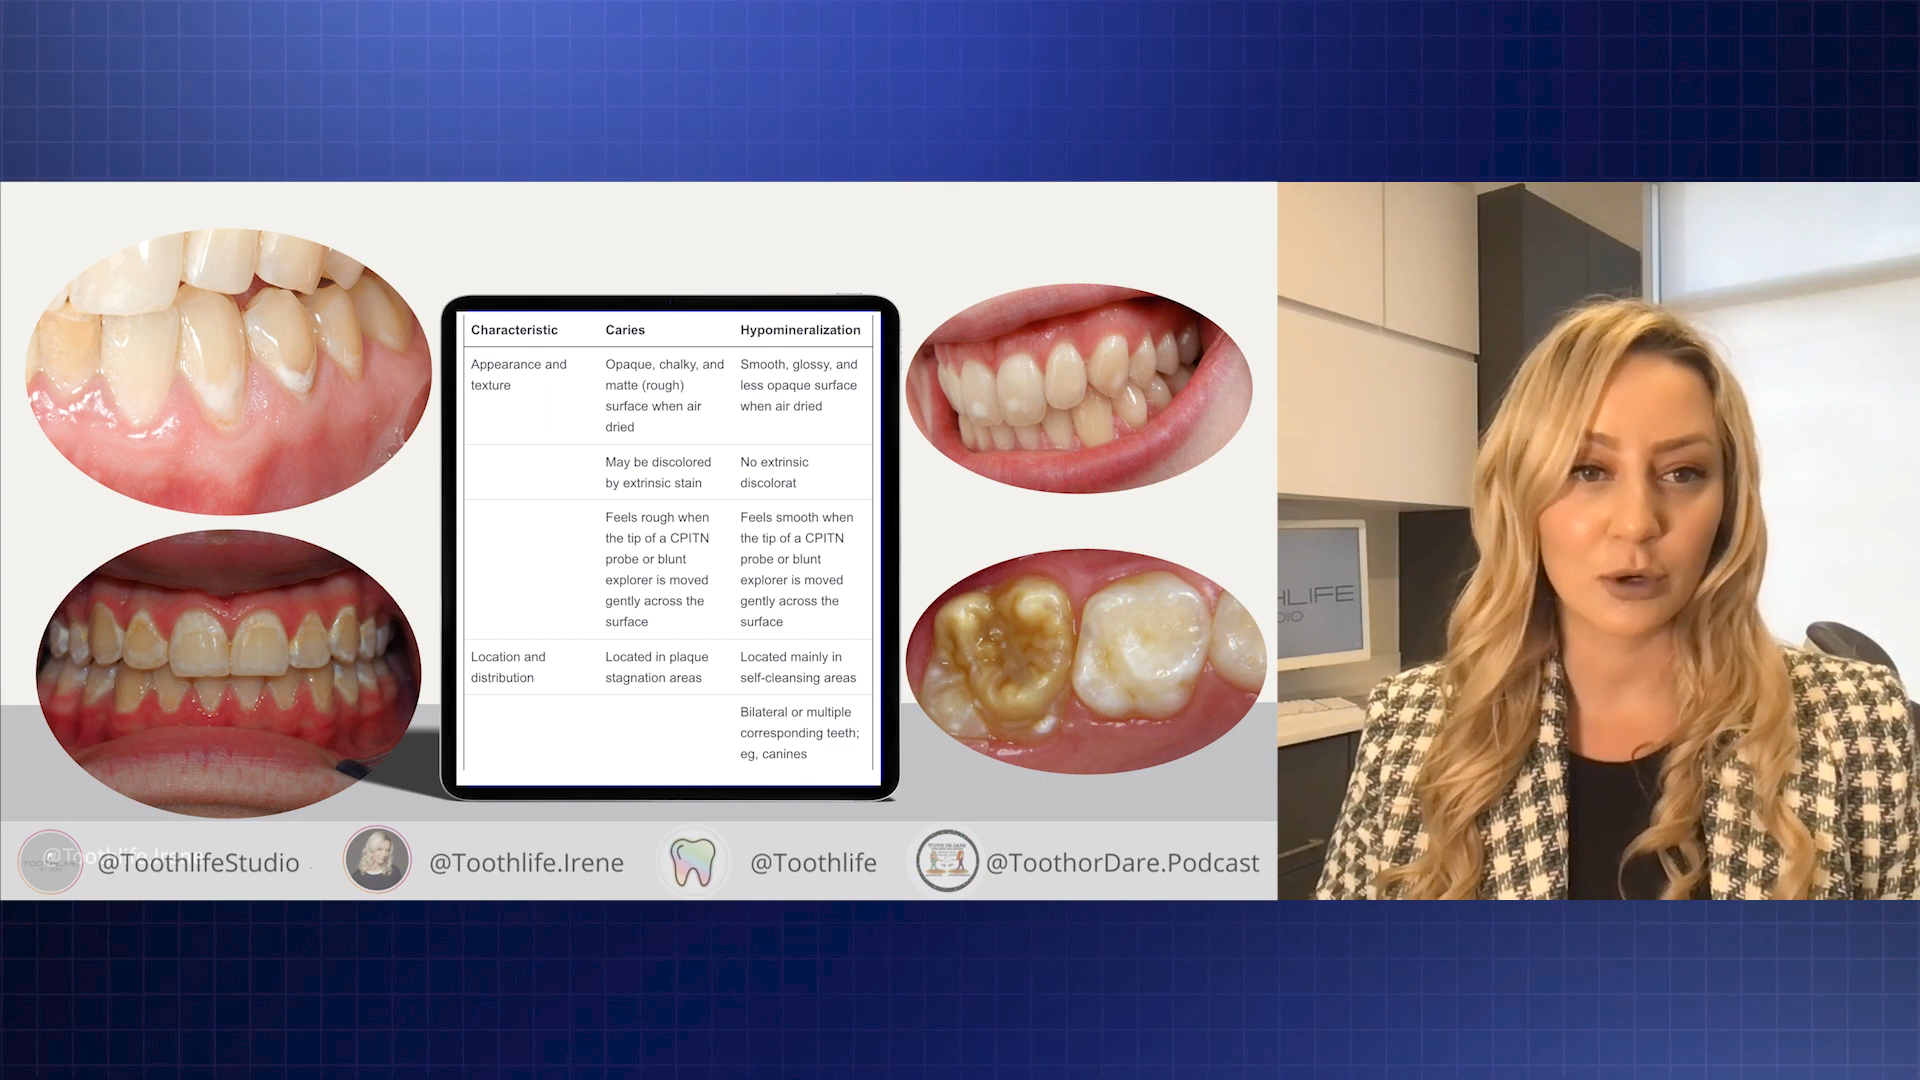 Characteristic Caries Hypomineralization
Appearance and
texture
Opaque, chalky, and
matte (rough)
surface when air
dried
Smooth, glossy, and
less opaque surface
when air dried
May be discolored
by extrinsic stain
No extrinsic
discolorat
Feels rough when
the tip of a CPITN
probe or blunt
explorer is moved
gently across the
surface
Feels smooth when
the tip of a CPITN
probe or blunt
explorer is moved
gently across the
surface
Location and
distribution
Located in plaque
stagnation areas
Located mainly in
self-cleansing areas
Bilateral or multiple
corresponding teeth;
eg, canines
@ToothlifeStudio
@Toothlife.Irene
@Toothlife
@ToothorDare.Podcast
HLIFE
DIO